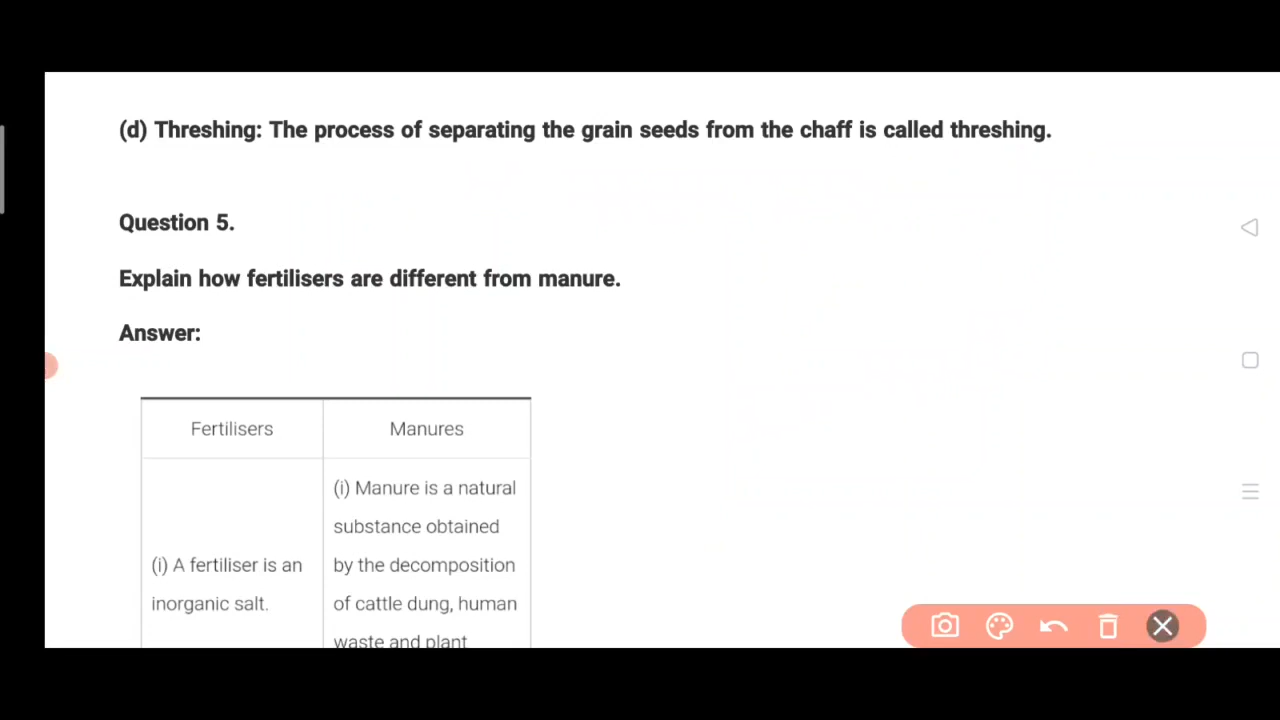 (d) Threshing: The process of separating the grain seeds from the chaff is called threshing.
Question 5.
Explain how fertilisers are different from manure.
Answer:
Fertilisers
Manures
(i) A fertiliser is an
inorganic salt.
(i) Manure is a natural
substance obtained
by the decomposition
of cattle dung, human
waste and plant